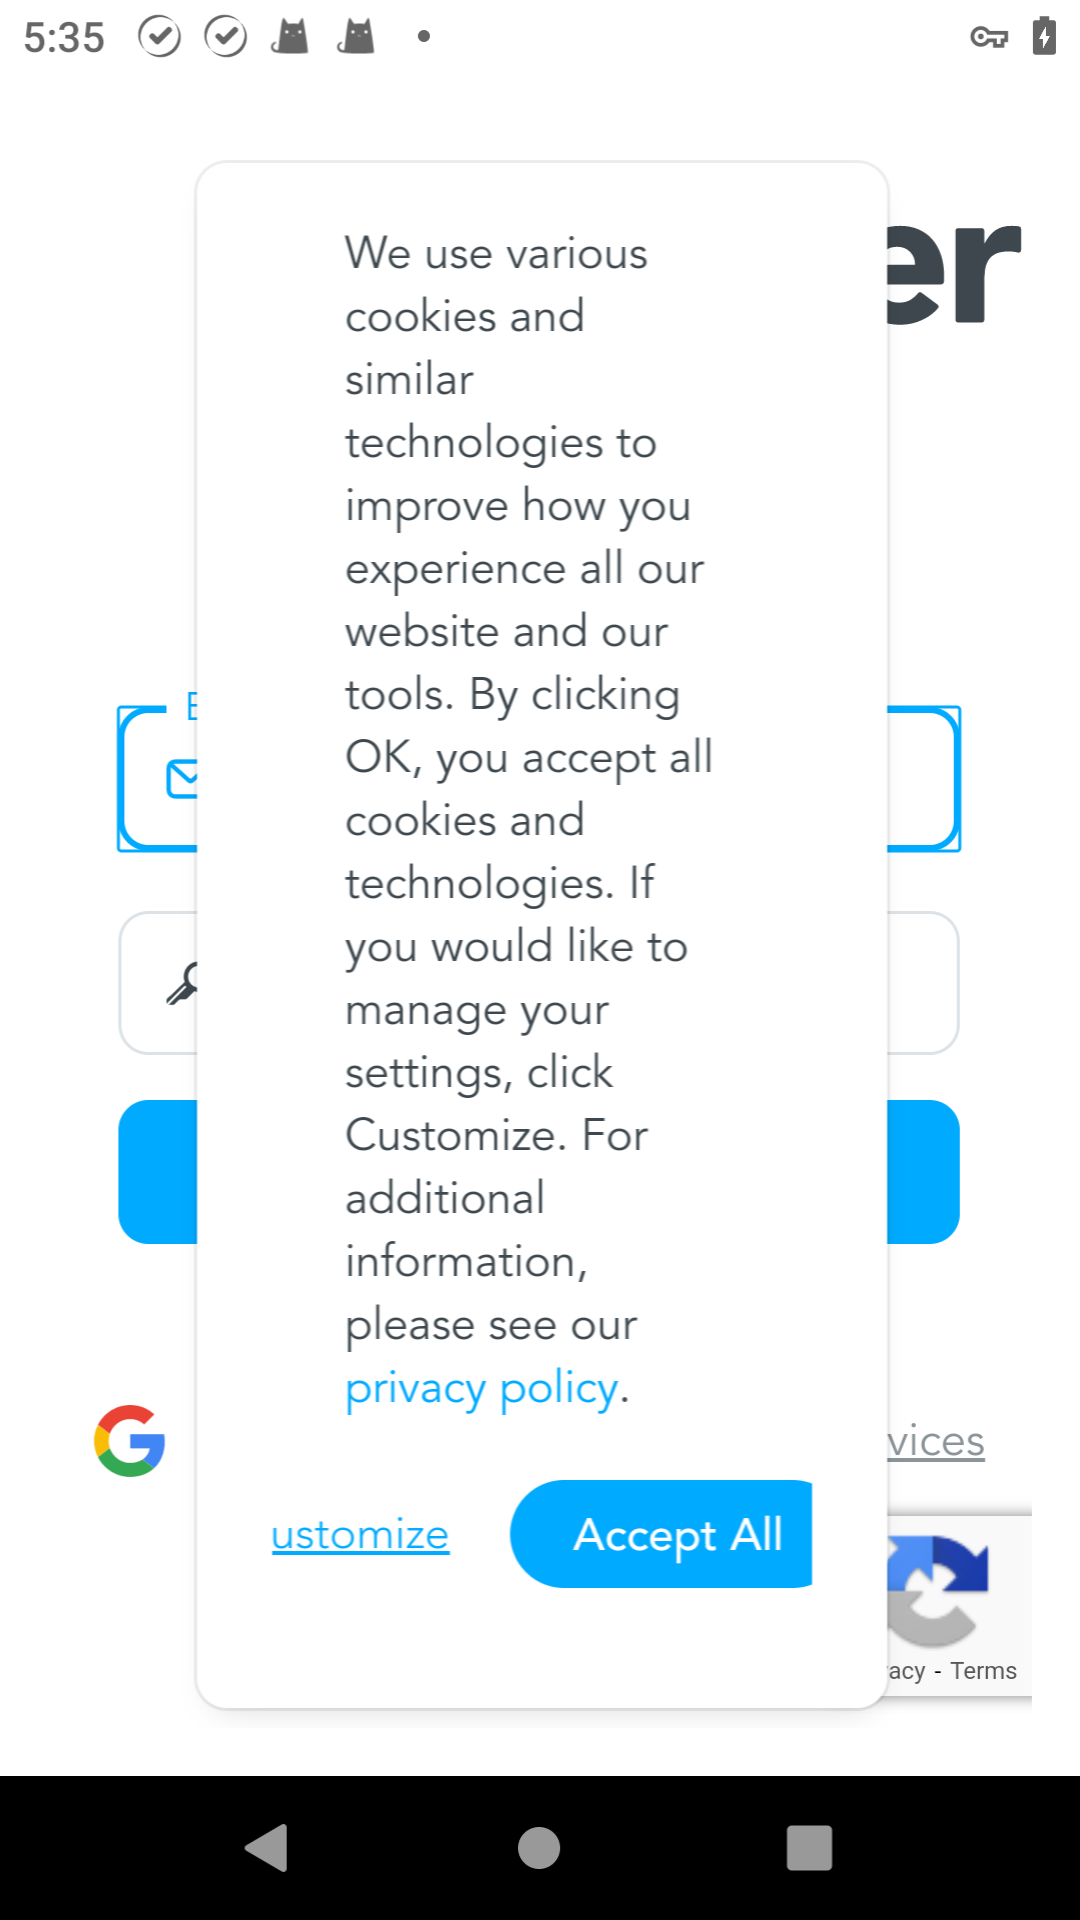 5:35
er
We use various
cookies and
similar
technologies to
improve how you
experience all our
website and our
tools. By clicking
OK, you accept all
cookies and
technologies. If
you would like to
manage your
settings, click
Customize. For
additional
information,
please see our
privacy policy.
vices
ustomize
Accept All
acy - Terms